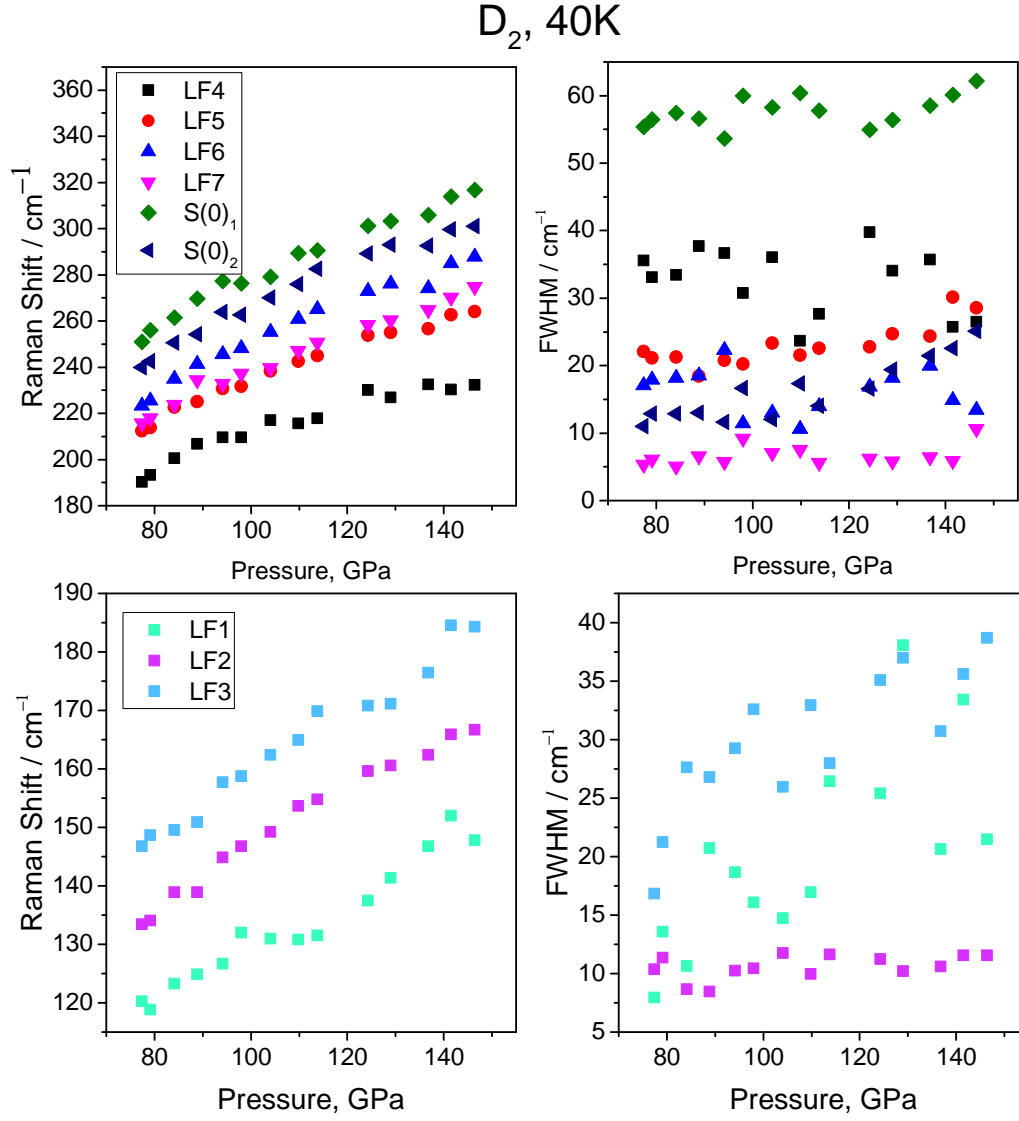 D2, 40K
360
340
320
300
280
260
240
220
200
180
Raman Shift / cm−1
LF4
LF5
LF6
LF7
S(0)1
S(0)2
80 100 120 140
Pressure, GPa
60
50
40
30
20
10
0
FWHM / cm−1
80 100 120 140
Pressure, GPa
190
180
170
160
150
140
130
120
Raman Shift / cm−1
LF1
LF2
LF3
80 100 120 140
Pressure, GPa
40
35
30
25
20
15
10
5
FWHM / cm−1
80 100 120 140
Pressure, GPa